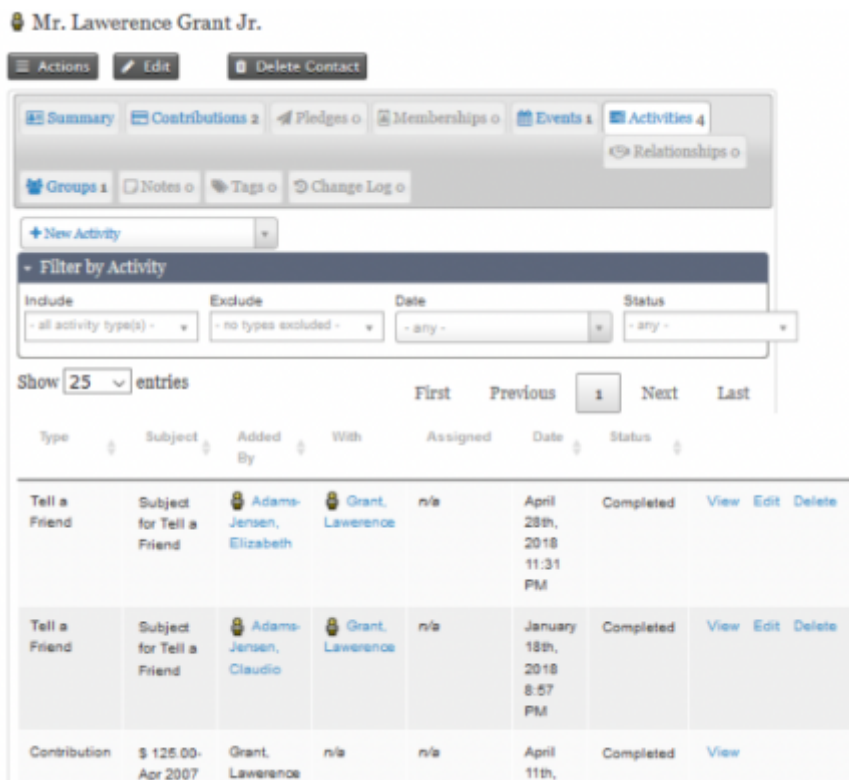 Mr. Lawerence Grant Jr.
Actions Edit Delete Contact
Summary Contributions 2 Pledges 0 Memberships 0 Events 1 Activities 4
Relationships 0
Groups 1 Notes 0 Tags 0 Change Log 0
+ New Activity
Filter by Activity
Include Exclude Date Status
- all activity type(s) - - no types excluded - - any - - any -
Show 25 entries First Previous 1 Next Last
Type Subject Added With Assigned Date Status
By
Tell a Subject Adams- Grant, n/a April Completed View Edit Delete
Friend for Tell a Jensen, Lawerence 28th,
Friend Elizabeth 2018
11:31
PM
Tell a Subject Adams- Grant, n/a January Completed View Edit Delete
Friend for Tell a Jensen, Lawerence 18th,
Friend Claudio 2018
8:57
PM
Contribution $ 125.00- Grant, n/a n/a April Completed View
Apr 2007 Lawerence 11th,